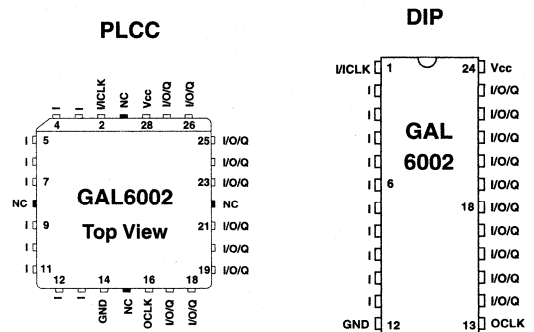 PLCC
I I I/ICLK NC Vcc I/O/Q I/O/Q
4 2 28 26
I 5 25 I/O/Q
I I/O/Q
I 7 23 I/O/Q
GAL6002
NC NC
I 9 21 I/O/Q
Top View
I I/O/Q
I 11 19 I/O/Q
12 14 16 18
I I GND NC OCLK I/O/Q I/O/Q
DIP
I/ICLK 1 24 Vcc
I I/O/Q
I I/O/Q
GAL
I I/O/Q
6002
I I/O/Q
I 6 I/O/Q
I 18 I/O/Q
I I/O/Q
I I/O/Q
I I/O/Q
I I/O/Q
GND 12 13 OCLK